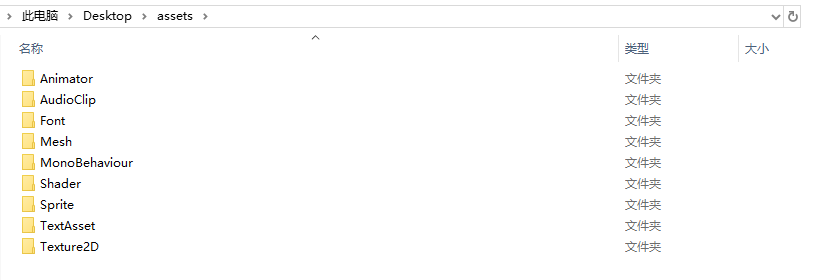 此电脑 > Desktop > assets >
名称 类型 大小
Animator 文件夹
AudioClip 文件夹
Font 文件夹
Mesh 文件夹
MonoBehaviour 文件夹
Shader 文件夹
Sprite 文件夹
TextAsset 文件夹
Texture2D 文件夹